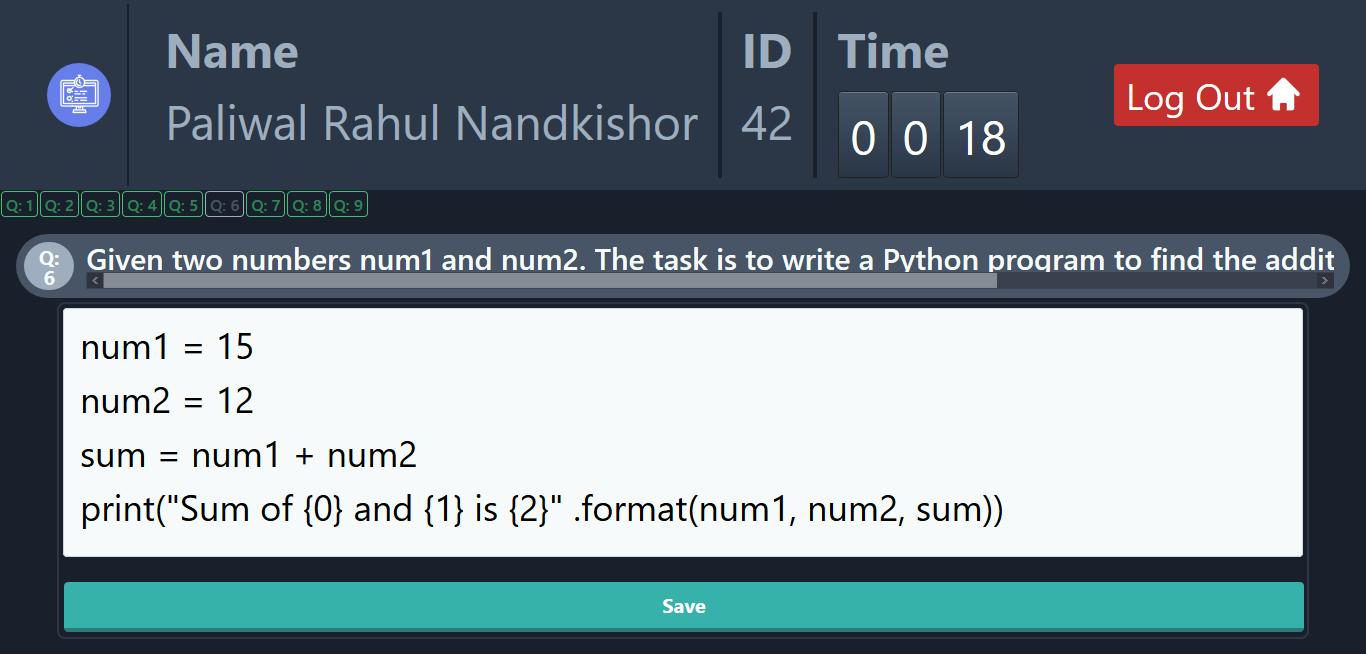 Name
Paliwal Rahul Nandkishor
ID
42
Time
0 0 18
Log Out
Q: 1 Q: 2 Q: 3 Q: 4 Q: 5 Q: 6 Q: 7 Q: 8 Q: 9
Q: 6
Given two numbers num1 and num2. The task is to write a Python program to find the addit
num1 = 15
num2 = 12
sum = num1 + num2
print("Sum of {0} and {1} is {2}" .format(num1, num2, sum))
Save